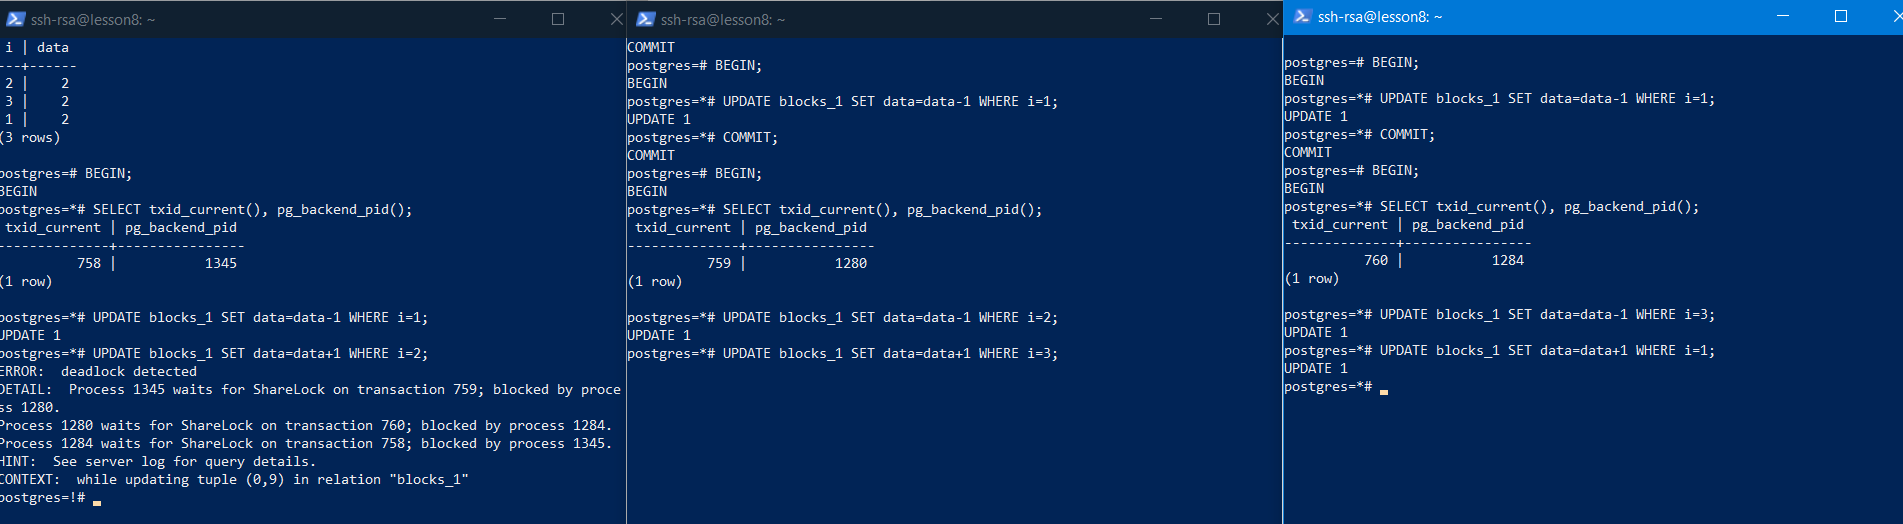 ssh-rsa@lesson8: ~
i | data
---+------
2 |    2
3 |    2
1 |    2
(3 rows)
postgres=# BEGIN;
BEGIN
postgres=*# SELECT txid_current(), pg_backend_pid();
 txid_current | pg_backend_pid
--------------+----------------
          758 |           1345
(1 row)
postgres=*# UPDATE blocks_1 SET data=data-1 WHERE i=1;
UPDATE 1
postgres=*# UPDATE blocks_1 SET data=data+1 WHERE i=2;
ERROR:  deadlock detected
DETAIL:  Process 1345 waits for ShareLock on transaction 759; blocked by proce
ss 1280.
Process 1280 waits for ShareLock on transaction 760; blocked by process 1284.
Process 1284 waits for ShareLock on transaction 758; blocked by process 1345.
HINT:  See server log for query details.
CONTEXT:  while updating tuple (0,9) in relation "blocks_1"
postgres=!#
ssh-rsa@lesson8: ~
COMMIT
postgres=# BEGIN;
BEGIN
postgres=*# UPDATE blocks_1 SET data=data-1 WHERE i=1;
UPDATE 1
postgres=*# COMMIT;
COMMIT
postgres=# BEGIN;
BEGIN
postgres=*# SELECT txid_current(), pg_backend_pid();
 txid_current | pg_backend_pid
--------------+----------------
          759 |           1280
(1 row)
postgres=*# UPDATE blocks_1 SET data=data-1 WHERE i=2;
UPDATE 1
postgres=*# UPDATE blocks_1 SET data=data+1 WHERE i=3;
ssh-rsa@lesson8: ~
postgres=# BEGIN;
BEGIN
postgres=*# UPDATE blocks_1 SET data=data-1 WHERE i=1;
UPDATE 1
postgres=*# COMMIT;
COMMIT
postgres=# BEGIN;
BEGIN
postgres=*# SELECT txid_current(), pg_backend_pid();
 txid_current | pg_backend_pid
--------------+----------------
          760 |           1284
(1 row)
postgres=*# UPDATE blocks_1 SET data=data-1 WHERE i=3;
UPDATE 1
postgres=*# UPDATE blocks_1 SET data=data+1 WHERE i=1;
UPDATE 1
postgres=*#